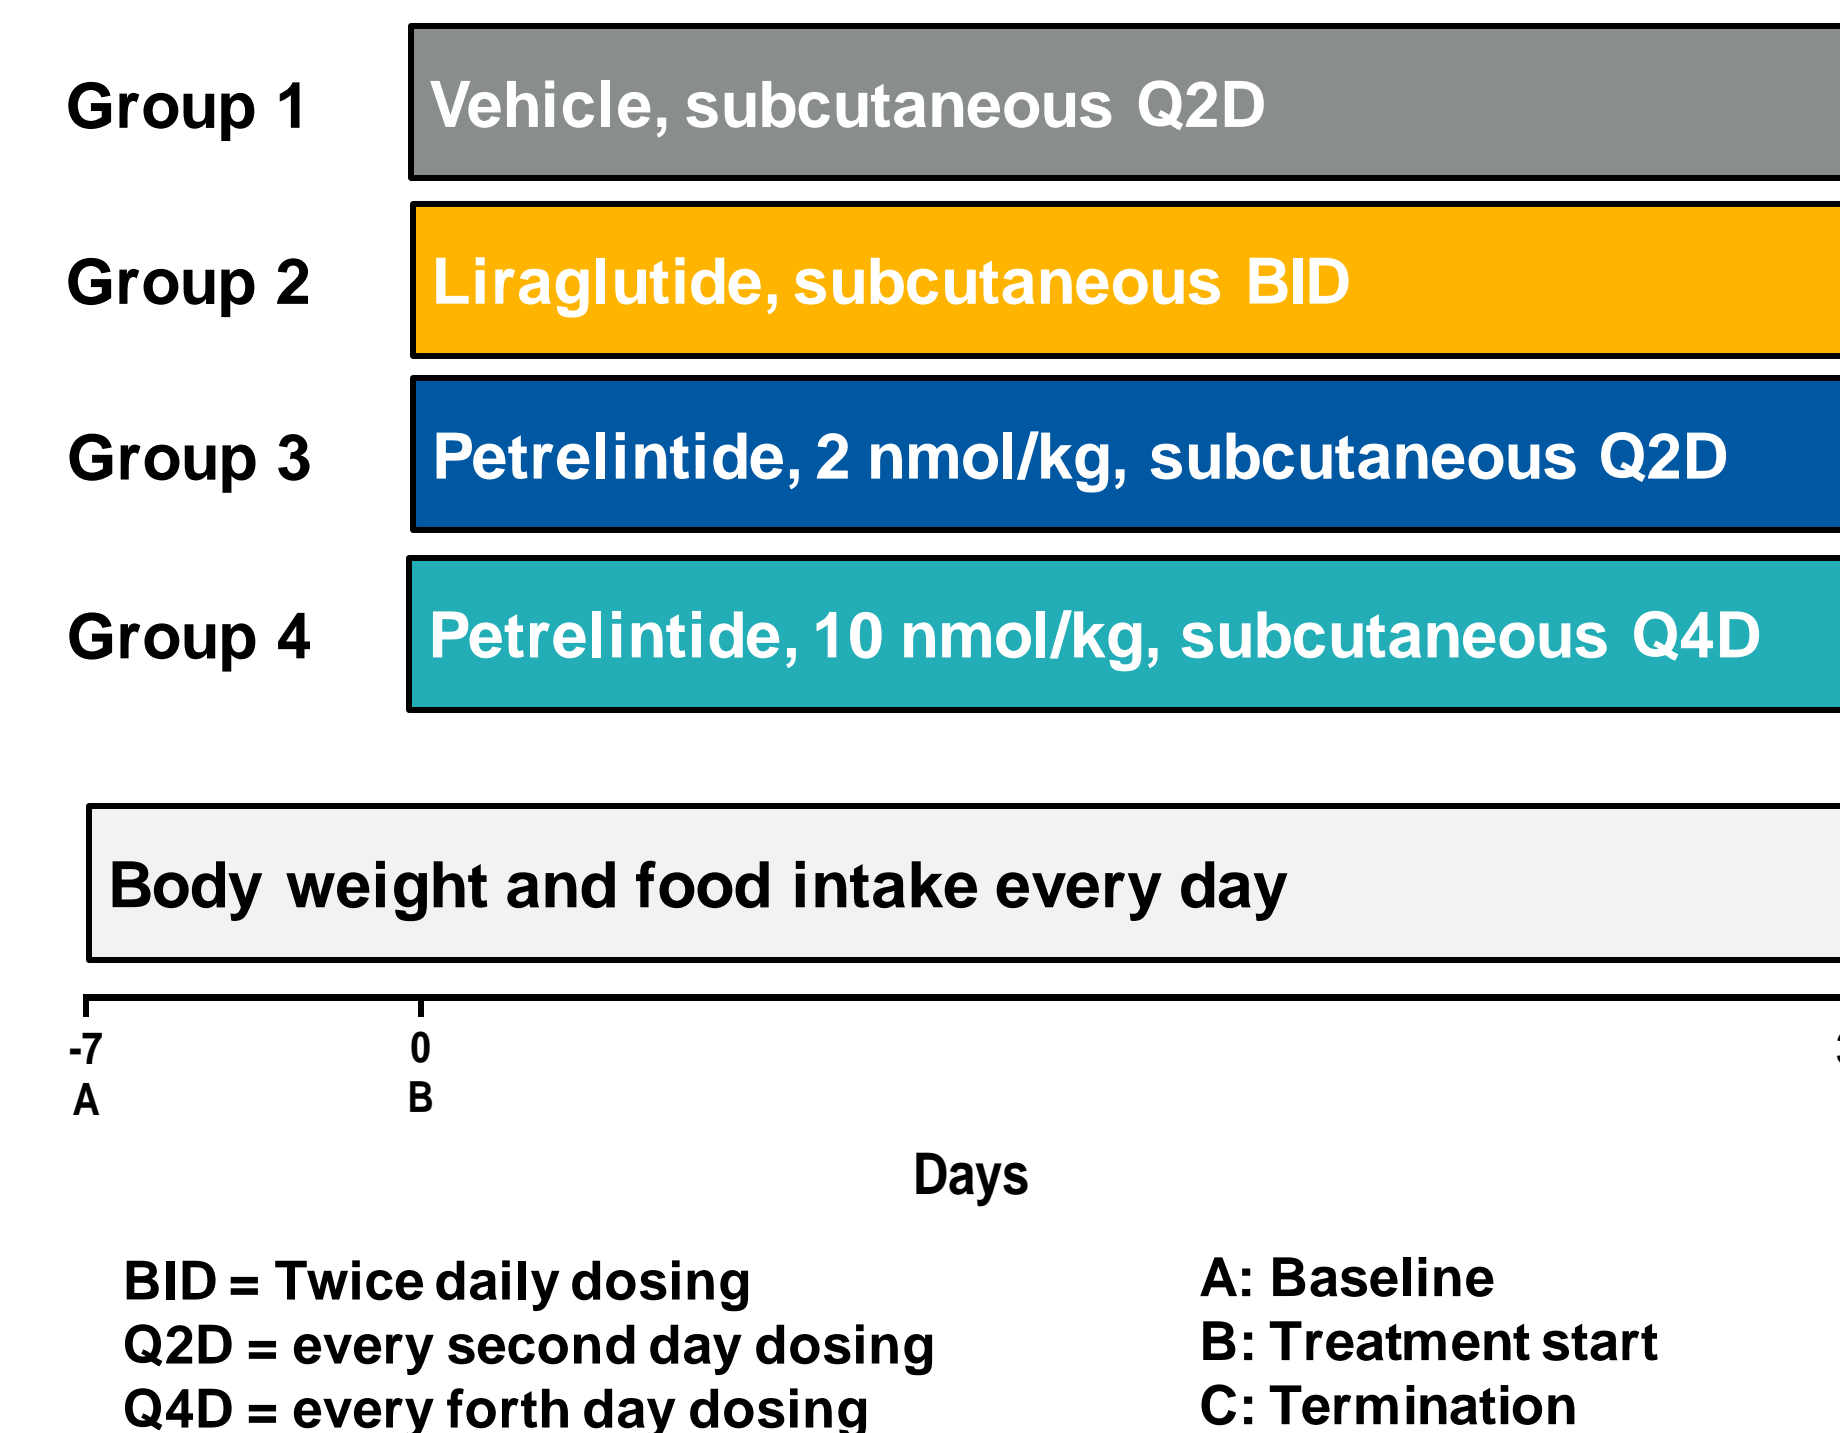 Group 1
Vehicle, subcutaneous Q2D
Group 2
Liraglutide, subcutaneous BID
Group 3
Petrelintide, 2 nmol/kg, subcutaneous Q2D
Group 4
Petrelintide, 10 nmol/kg, subcutaneous Q4D
Body weight and food intake every day
-7 0
A B
Days
BID = Twice daily dosing
Q2D = every second day dosing
Q4D = every forth day dosing
A: Baseline
B: Treatment start
C: Termination